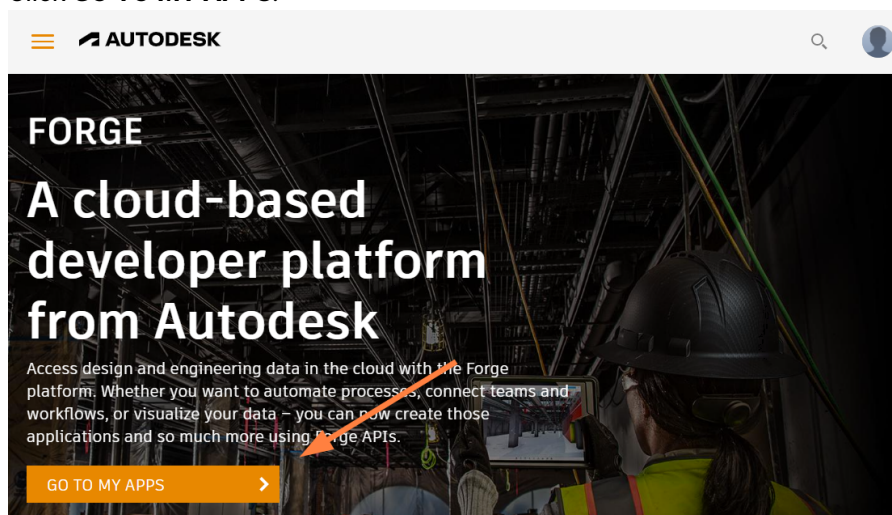 AUTODESK
FORGE
A cloud-based
developer platform
from Autodesk
Access design and engineering data in the cloud with the Forge
platform. Whether you want to automate processes, connect teams and
workflows, or visualize your data – you can now create those
applications and so much more using Forge APIs.
GO TO MY APPS